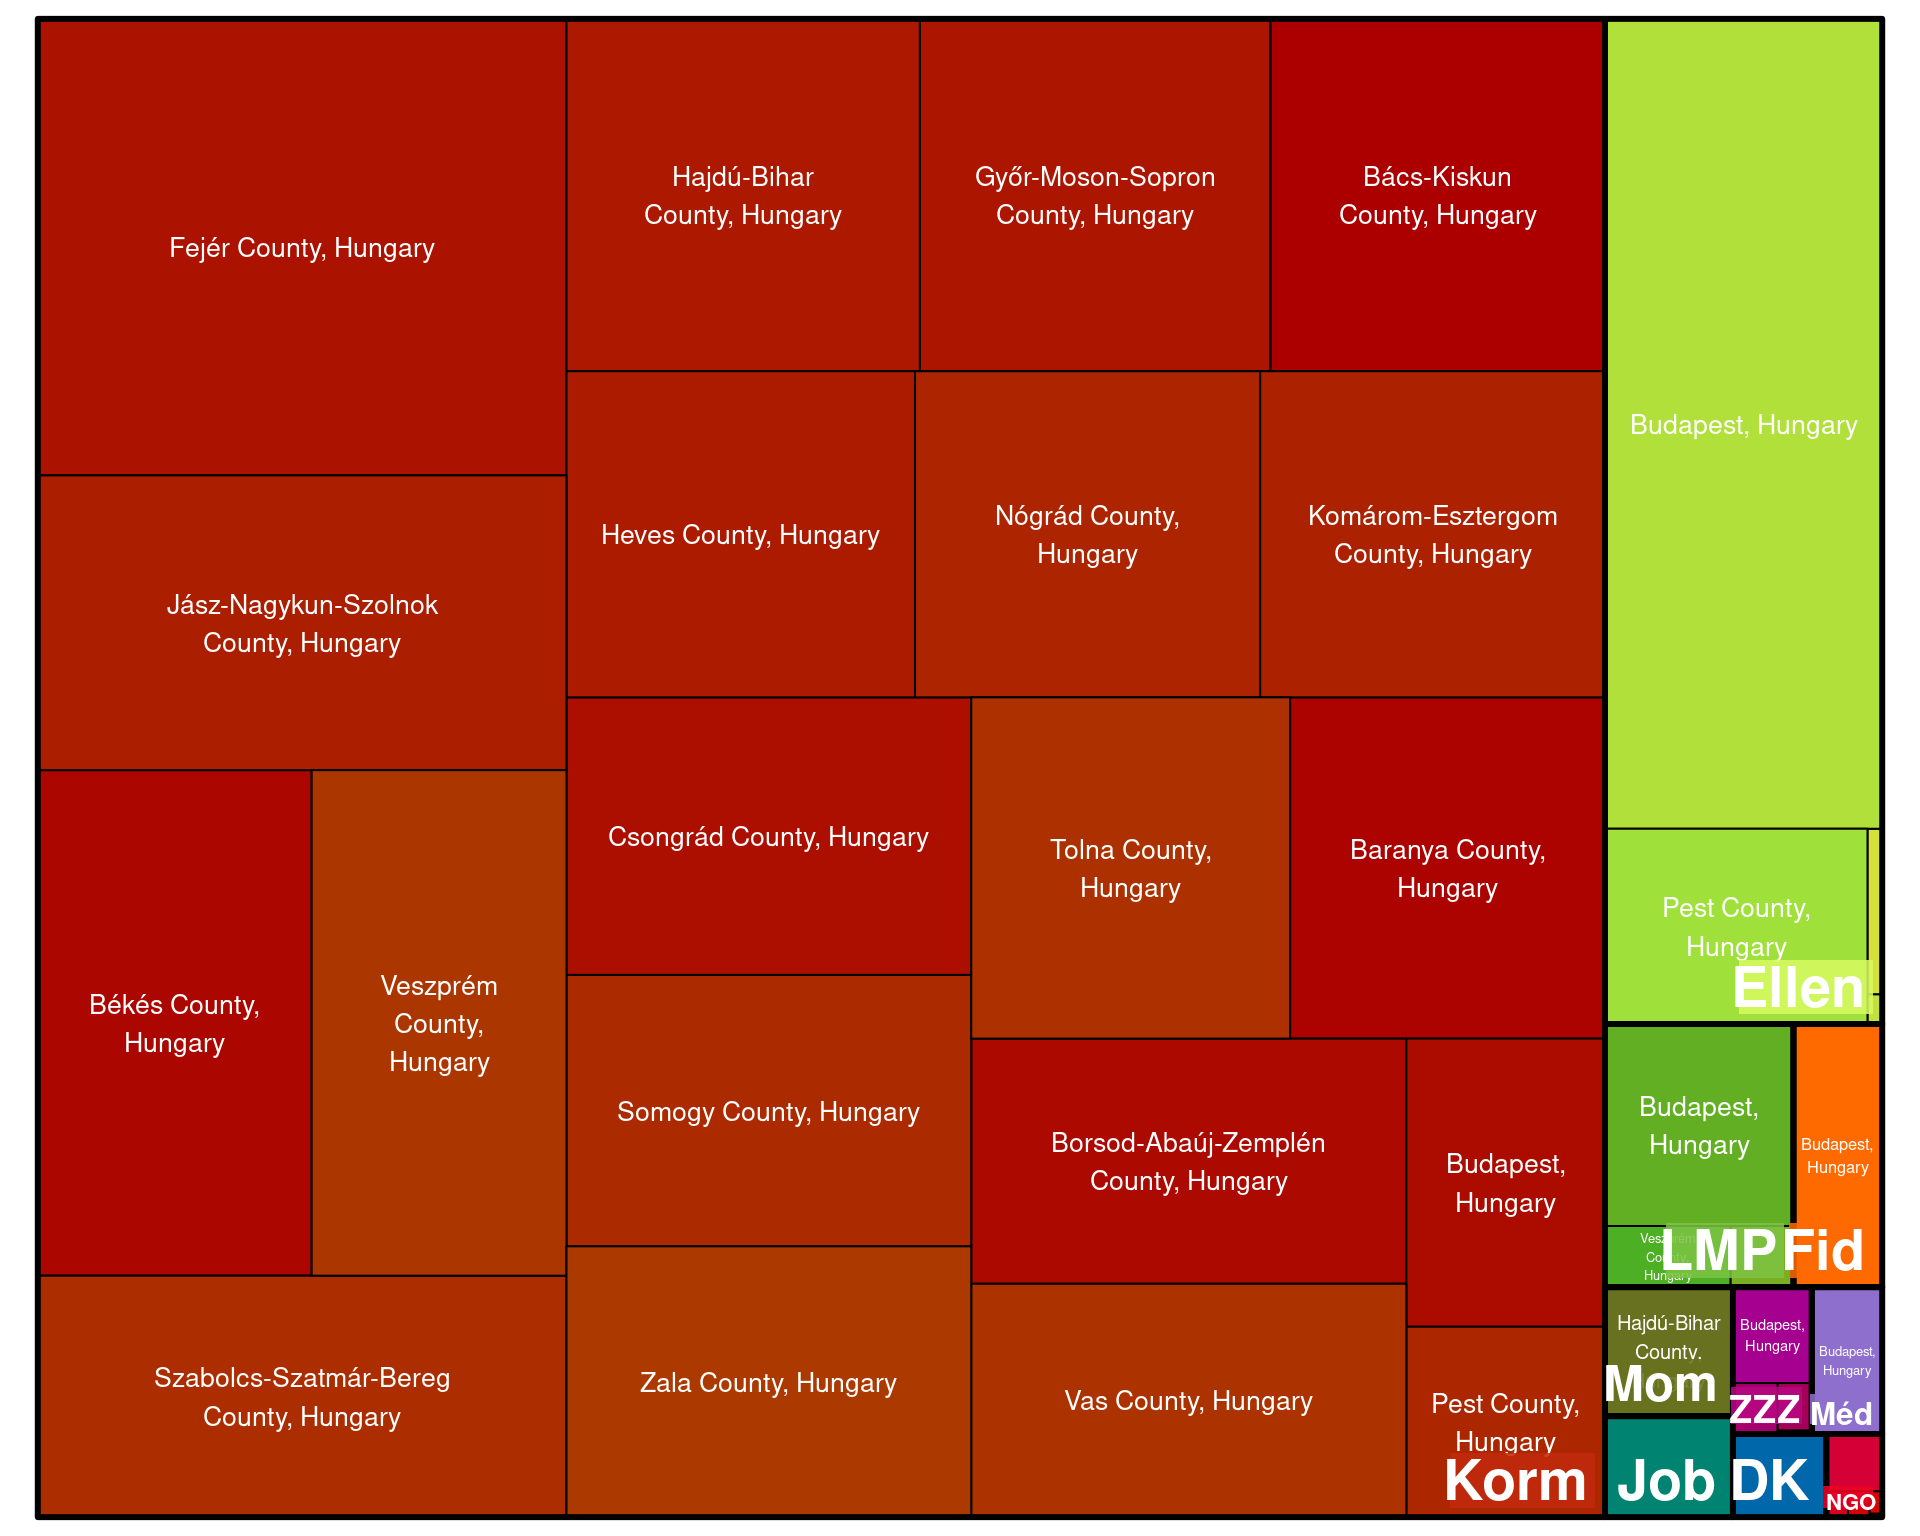 Fejér County, Hungary
Hajdú-Bihar
County, Hungary
Győr-Moson-Sopron
County, Hungary
Bács-Kiskun
County, Hungary
Budapest, Hungary
Jász-Nagykun-Szolnok
County, Hungary
Heves County, Hungary
Nógrád County,
Hungary
Komárom-Esztergom
County, Hungary
Békés County,
Hungary
Veszprém
County,
Hungary
Csongrád County, Hungary
Tolna County,
Hungary
Baranya County,
Hungary
Pest County,
Hungary
Ellen
Somogy County, Hungary
Borsod-Abaúj-Zemplén
County, Hungary
Budapest,
Hungary
Budapest,
Hungary
Budapest,
Hungary
Veszprém
County,
Hungary
LMP
Fid
Szabolcs-Szatmár-Bereg
County, Hungary
Zala County, Hungary
Vas County, Hungary
Pest County,
Hungary
Korm
Hajdú-Bihar
County,
Mom
Budapest,
Hungary
ZZZ
Budapest,
Hungary
Méd
Job
DK
NGO